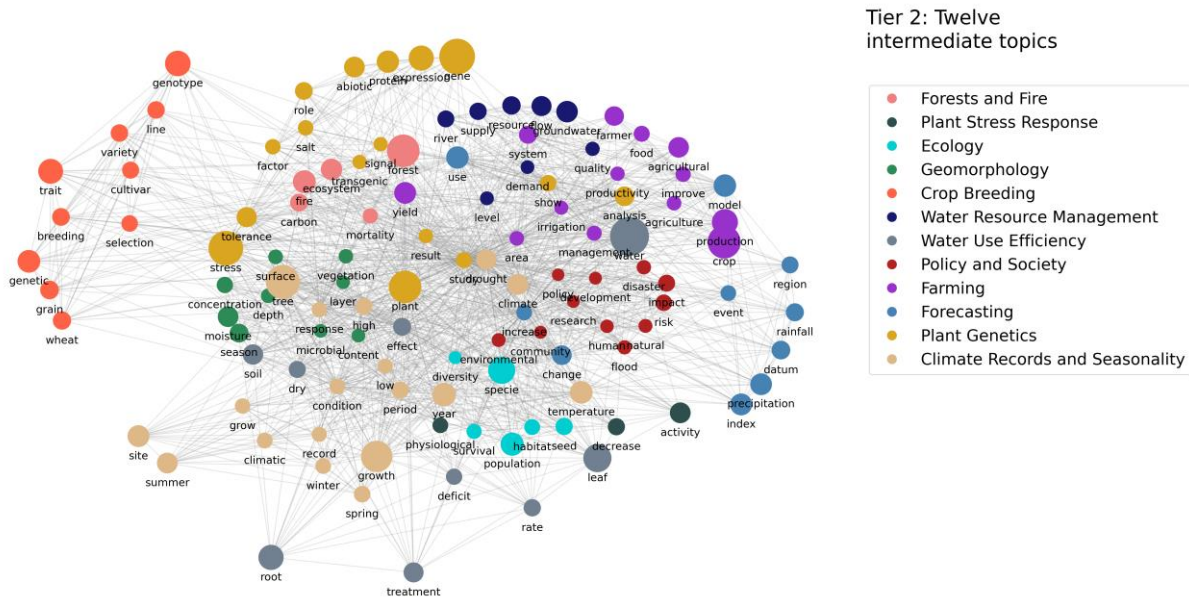 Tier 2: Twelve
intermediate topics
Forests and Fire
Plant Stress Response
Ecology
Geomorphology
Crop Breeding
Water Resource Management
Water Use Efficiency
Policy and Society
Farming
Forecasting
Plant Genetics
Climate Records and Seasonality
gene
expression
protein
abiotic
genotype
role
line
resource
flow
groundwater
supply
river
farmer
variety
salt
food
system
factor
signal
forest
use
quality
agricultural
cultivar
transgenic
ecosystem
demand
trait
fire
show
productivity
improve
model
carbon
yield
level
analysis
agriculture
breeding
selection
mortality
irrigation
tolerance
result
area
management
water
production
crop
genetic
stress
surface
vegetation
study
drought
region
grain
concentration
tree
layer
plant
climate
policy
development
disaster
impact
depth
event
wheat
moisture
response
high
increase
research
risk
rainfall
season
microbial
content
effect
environmental
community
human
natural
soil
dry
low
diversity
specie
change
flood
datum
condition
period
year
temperature
precipitation
index
grow
physiological
survival
habitat
seed
decrease
activity
site
climatic
record
population
summer
winter
growth
leaf
spring
deficit
rate
root
treatment